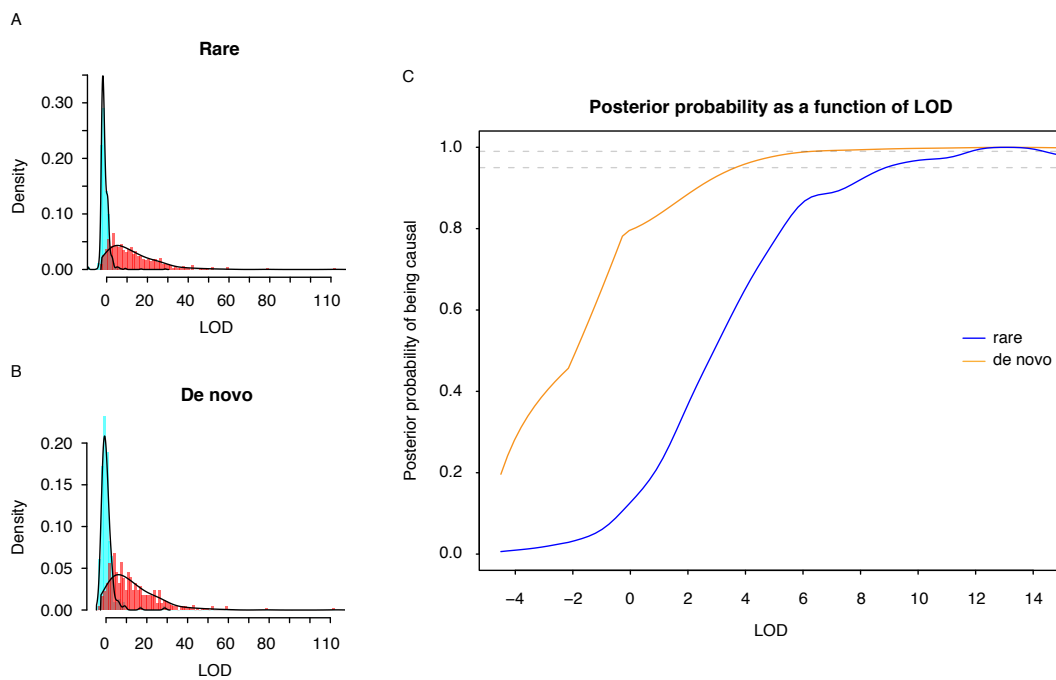 A
Rare
Density
0.00
0.10
0.20
0.30
0 20 40 60 80 110
LOD
B
De novo
Density
0.00
0.05
0.10
0.15
0.20
0 20 40 60 80 110
LOD
C
Posterior probability as a function of LOD
Posterior probability of being causal
1.0
0.8
0.6
0.4
0.2
0.0
rare
de novo
−4 −2 0 2 4 6 8 10 12 14
LOD